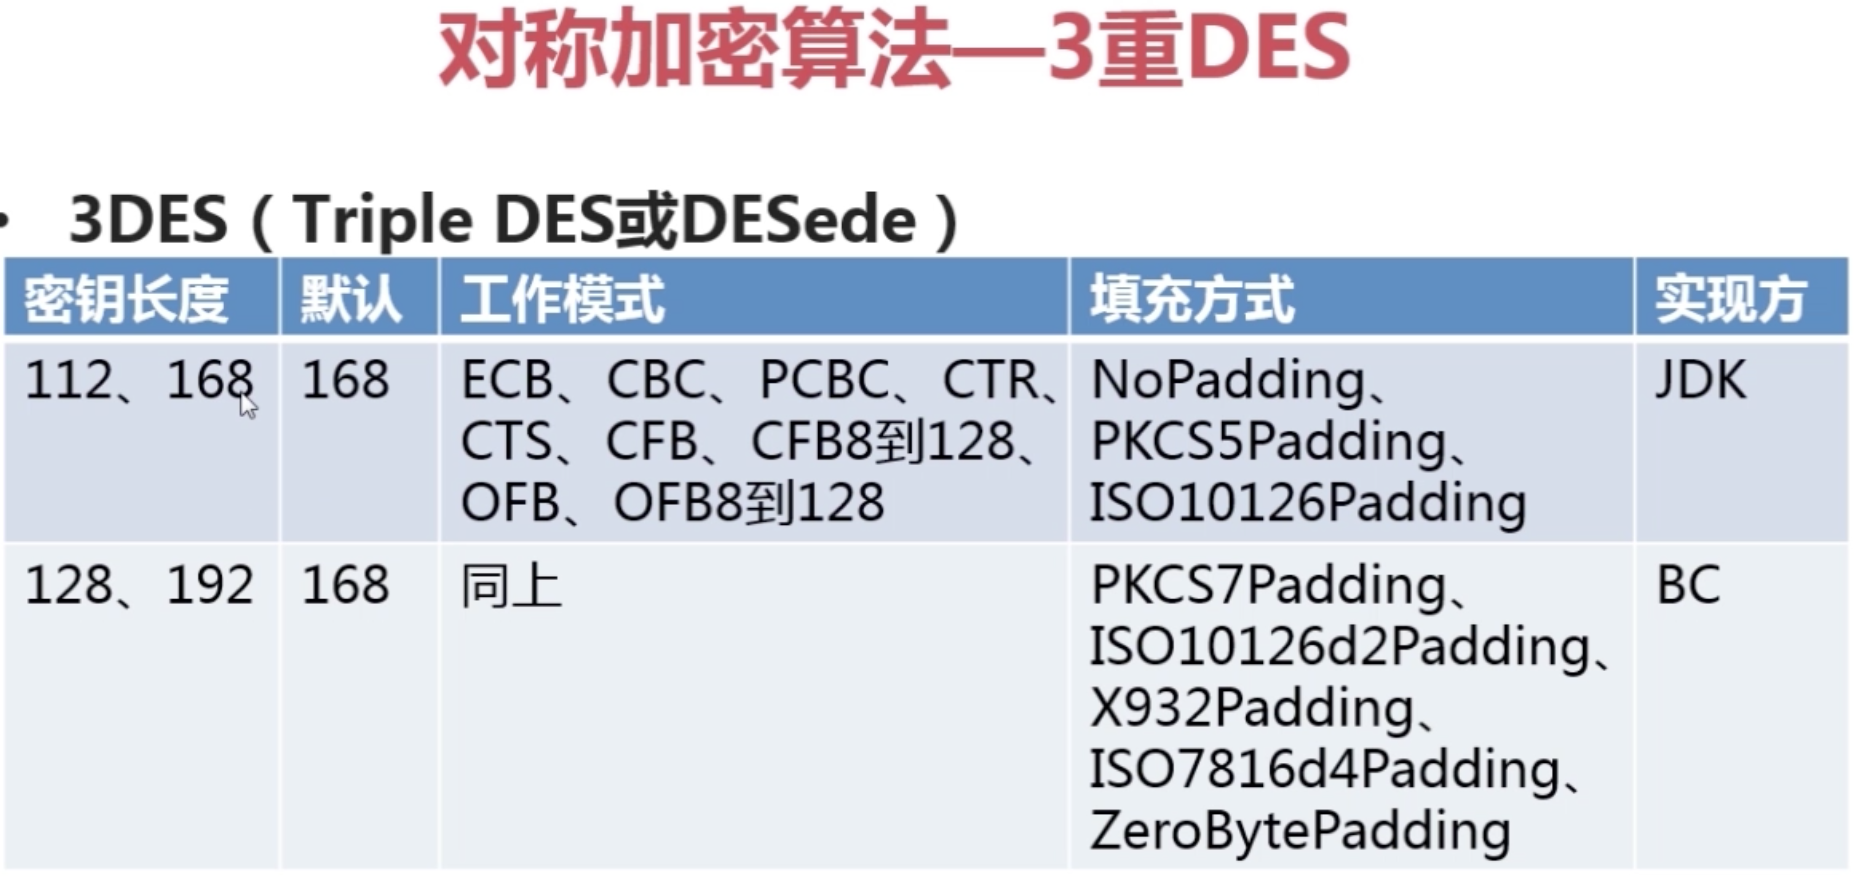 对称加密算法—3重DES
• 3DES（Triple DES或DESede）
密钥长度 默认 工作模式 填充方式 实现方
112、168 168 ECB、CBC、PCBC、CTR、 NoPadding、 JDK
CTS、CFB、CFB8到128、 PKCS5Padding、
OFB、OFB8到128 ISO10126Padding
128、192 168 同上 PKCS7Padding、 BC
ISO10126d2Padding、
X932Padding、
ISO7816d4Padding、
ZeroBytePadding